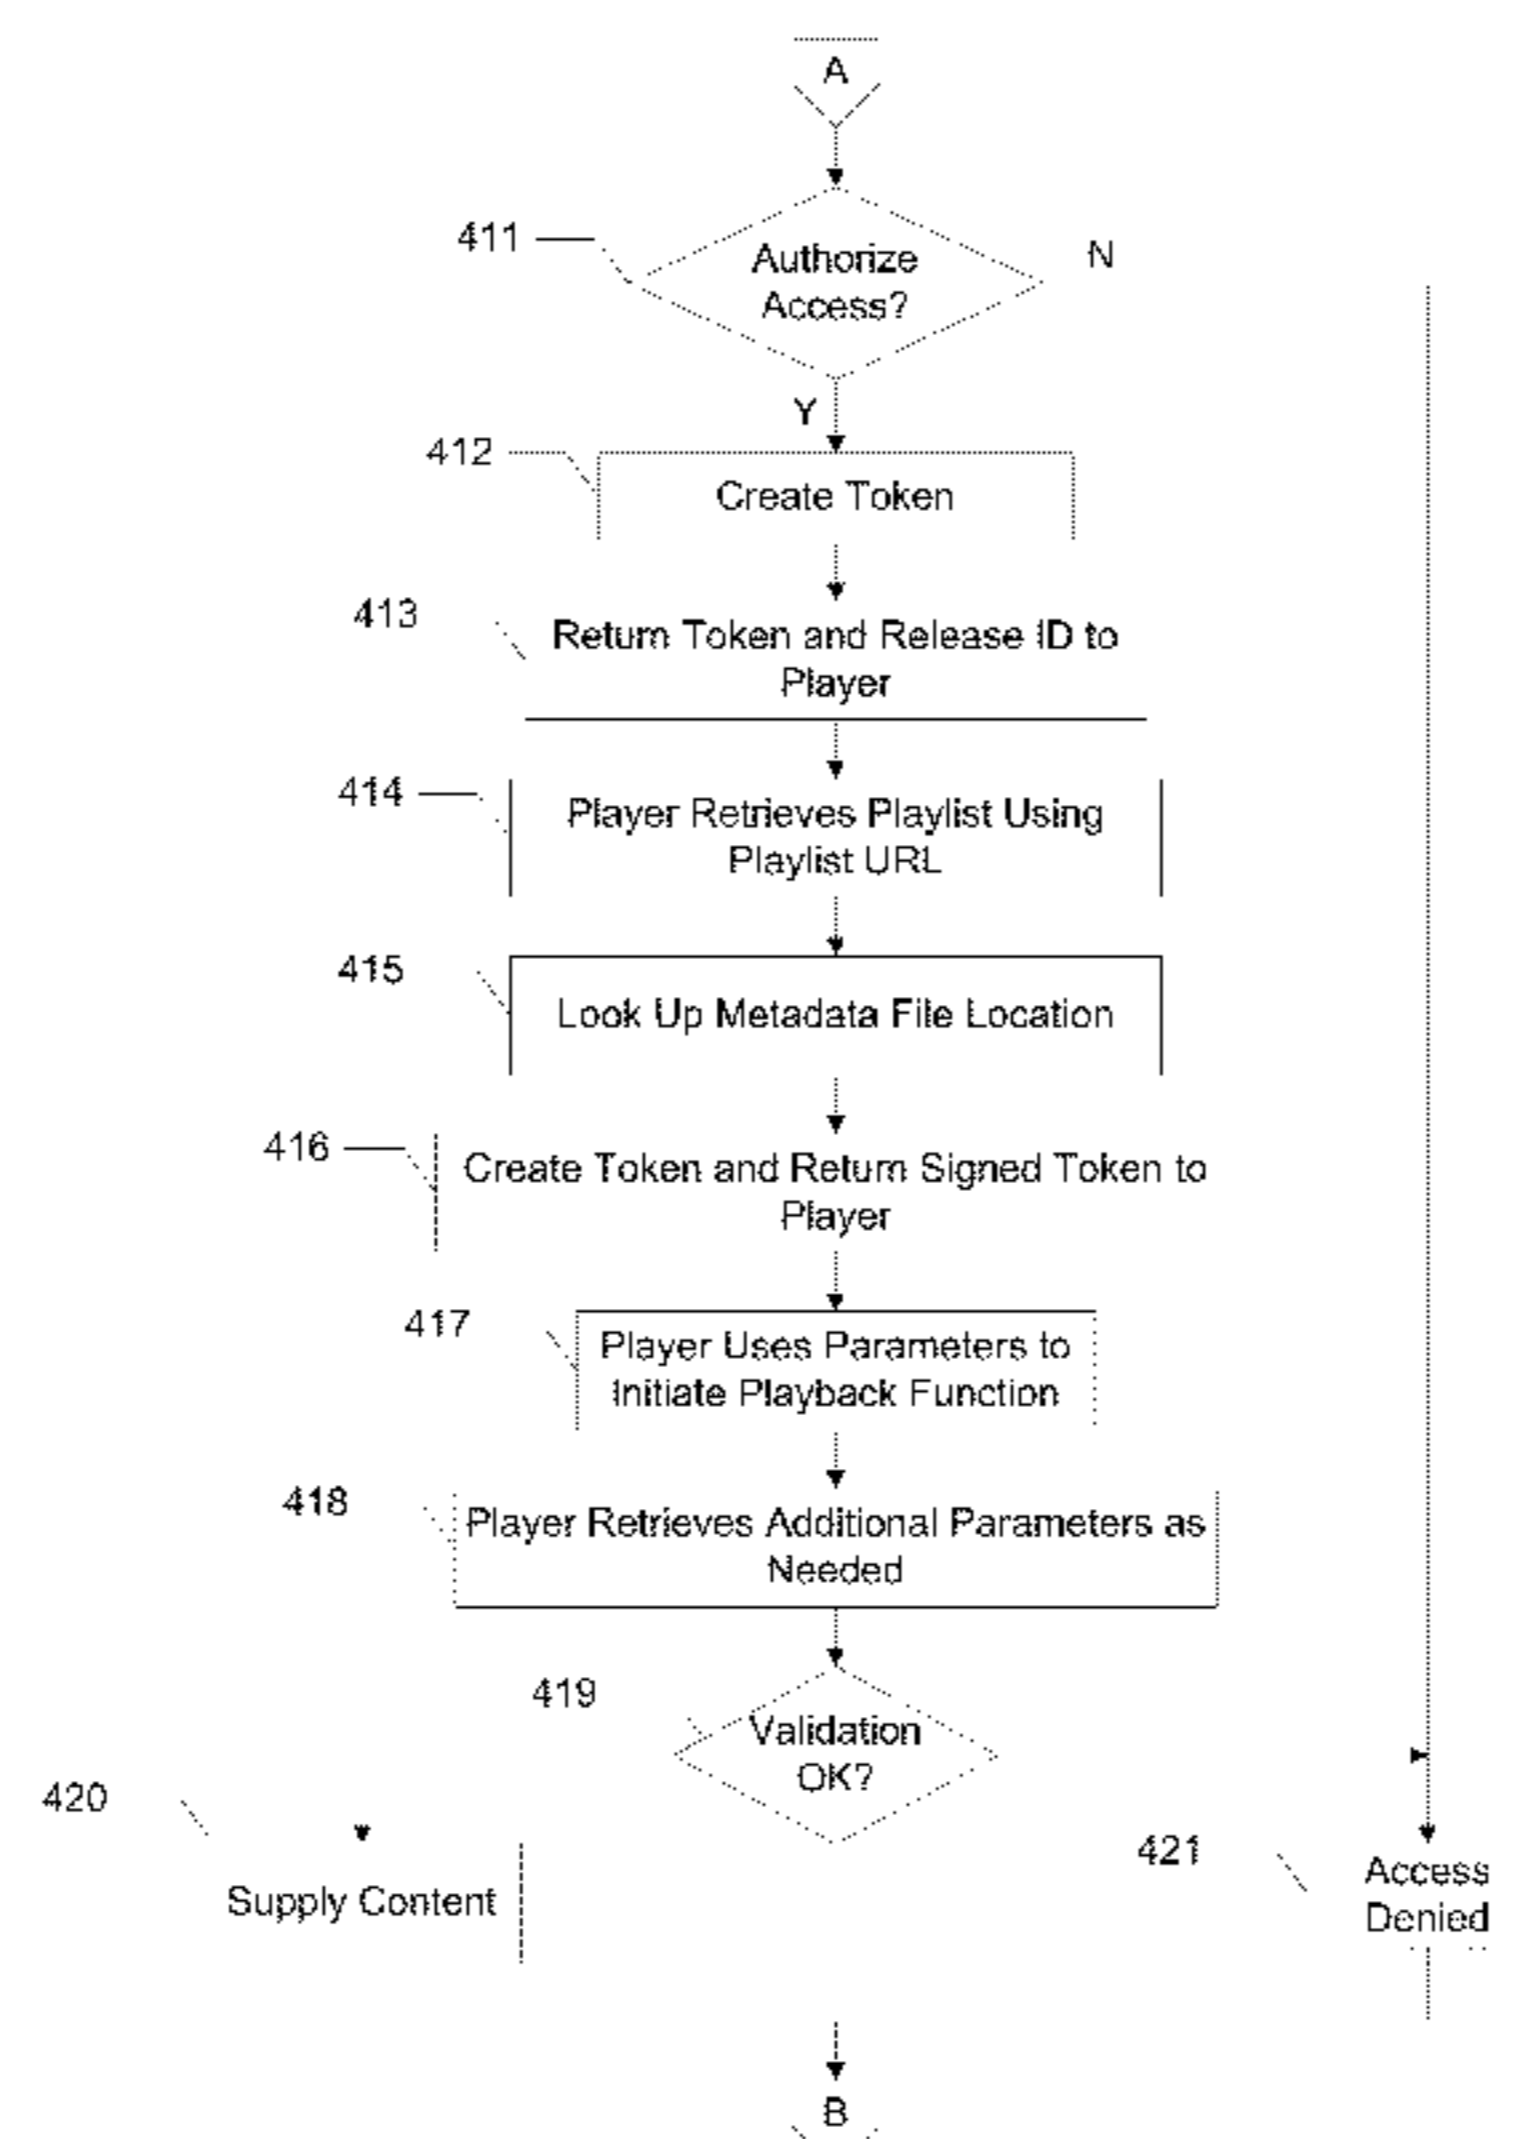 A
411
Authorize
Access?
N
Y
412
Create Token
413
Return Token and Release ID to
Player
414
Player Retrieves Playlist Using
Playlist URL
415
Look Up Metadata File Location
416
Create Token and Return Signed Token to
Player
417
Player Uses Parameters to
Initiate Playback Function
418
Player Retrieves Additional Parameters as
Needed
419
Validation
OK?
420
Supply Content
421
Access
Denied
B